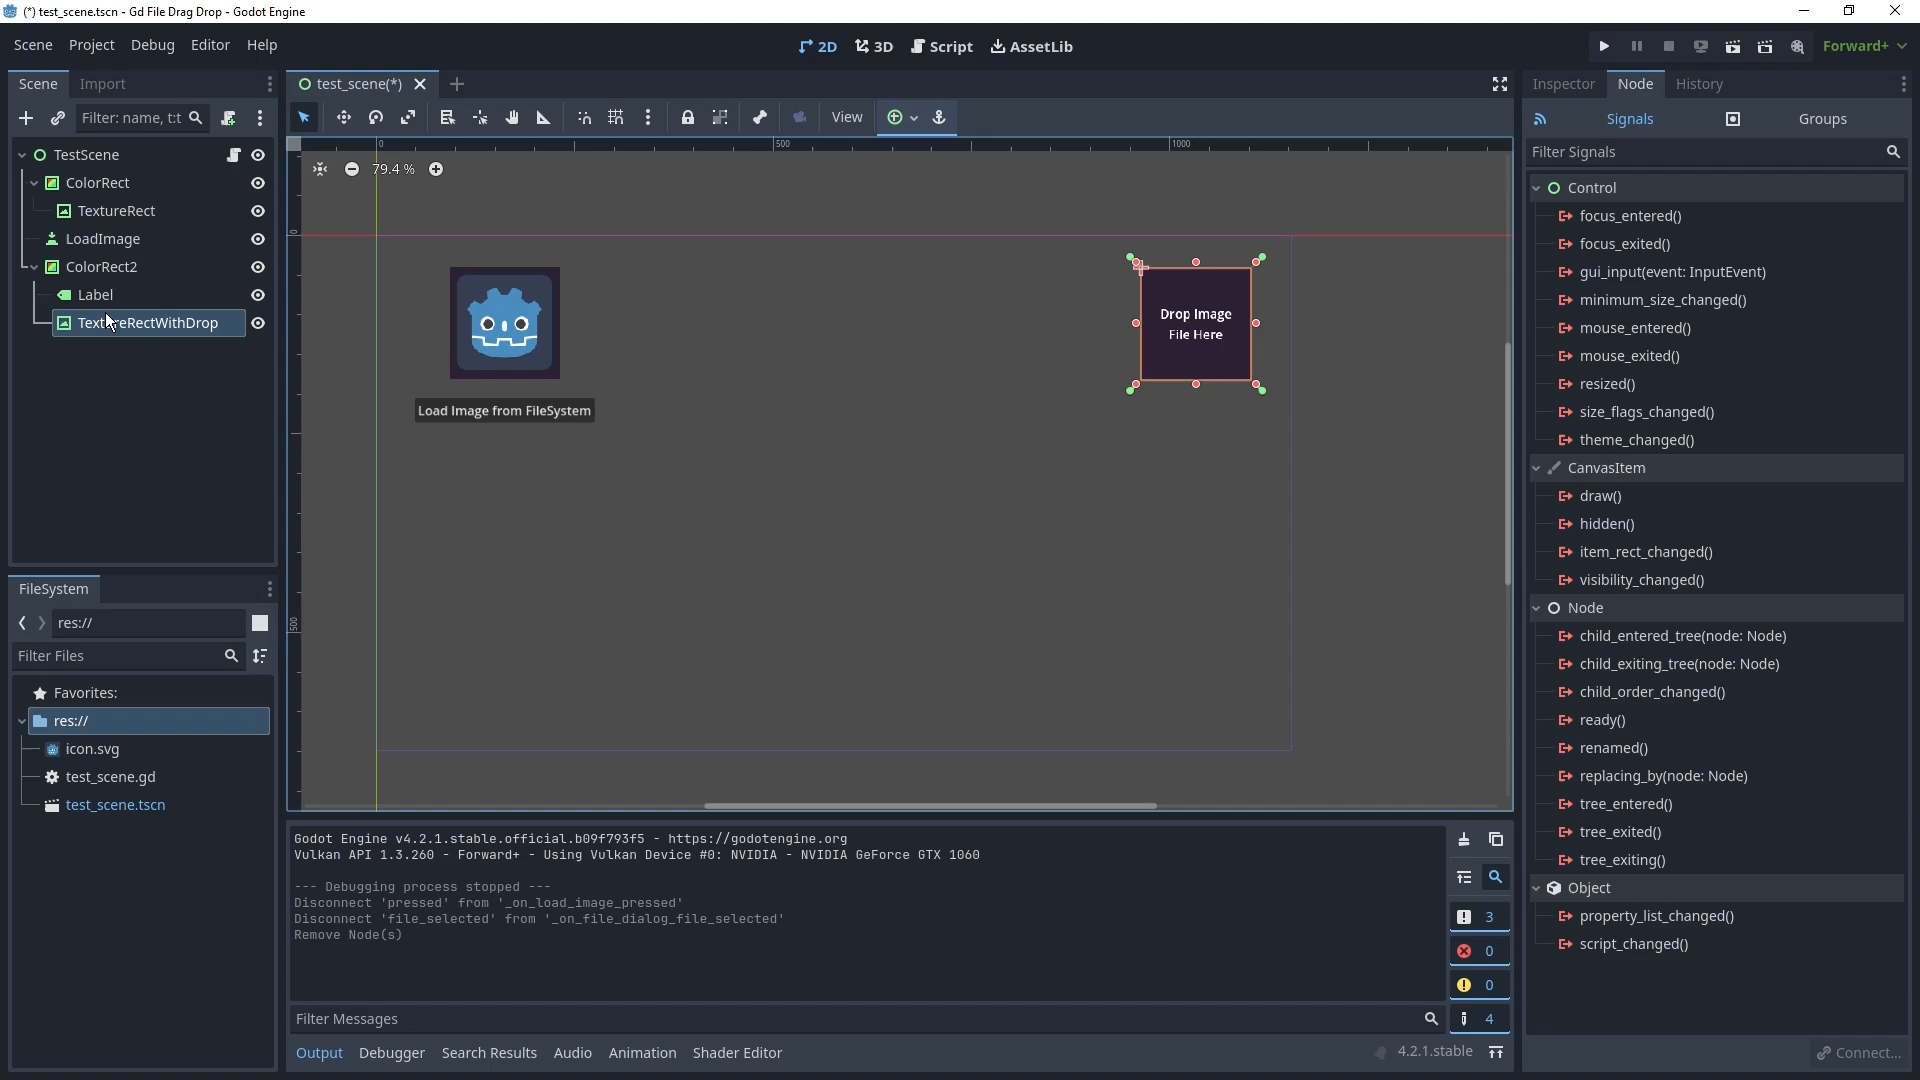 (*) test_scene.tscn - Gd File Drag Drop - Godot Engine
Scene Project Debug Editor Help
2D 3D Script AssetLib
Forward+
Scene Import
test_scene(*)
Inspector Node History
Filter: name, t:t
View
Signals Groups
Filter Signals
0 500 1000
79.4 %
TestScene
ColorRect
TextureRect
LoadImage
ColorRect2
Label
TextureRectWithDrop
0
500
Drop Image
File Here
Load Image from FileSystem
FileSystem
res://
Filter Files
Favorites:
res://
icon.svg
test_scene.gd
test_scene.tscn
Godot Engine v4.2.1.stable.official.b09f793f5 - https://godotengine.org
Vulkan API 1.3.260 - Forward+ - Using Vulkan Device #0: NVIDIA - NVIDIA GeForce GTX 1060
--- Debugging process stopped ---
Disconnect 'pressed' from '_on_load_image_pressed'
Disconnect 'file_selected' from '_on_file_dialog_file_selected'
Remove Node(s)
3
0
0
4
Filter Messages
Output Debugger Search Results Audio Animation Shader Editor
4.2.1.stable
Control
focus_entered()
focus_exited()
gui_input(event: InputEvent)
minimum_size_changed()
mouse_entered()
mouse_exited()
resized()
size_flags_changed()
theme_changed()
CanvasItem
draw()
hidden()
item_rect_changed()
visibility_changed()
Node
child_entered_tree(node: Node)
child_exiting_tree(node: Node)
child_order_changed()
ready()
renamed()
replacing_by(node: Node)
tree_entered()
tree_exited()
tree_exiting()
Object
property_list_changed()
script_changed()
Connect...